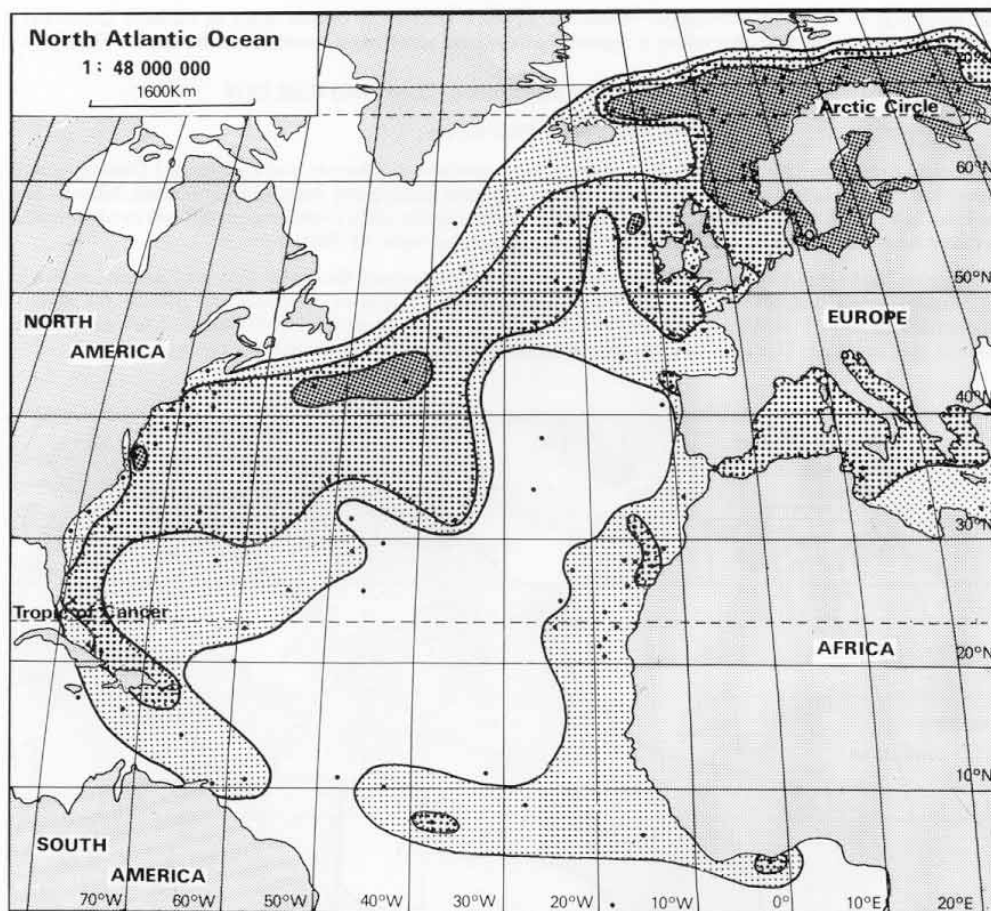 North Atlantic Ocean
1: 48 000 000
1600Km
Arctic Circle
60°N
50°N
NORTH
AMERICA
EUROPE
40°N
30°N
Tropic of Cancer
20°N
AFRICA
10°N
SOUTH
AMERICA
70°W 60°W 50°W 40°W 30°W 20°W 10°W 0° 10°E 20°E